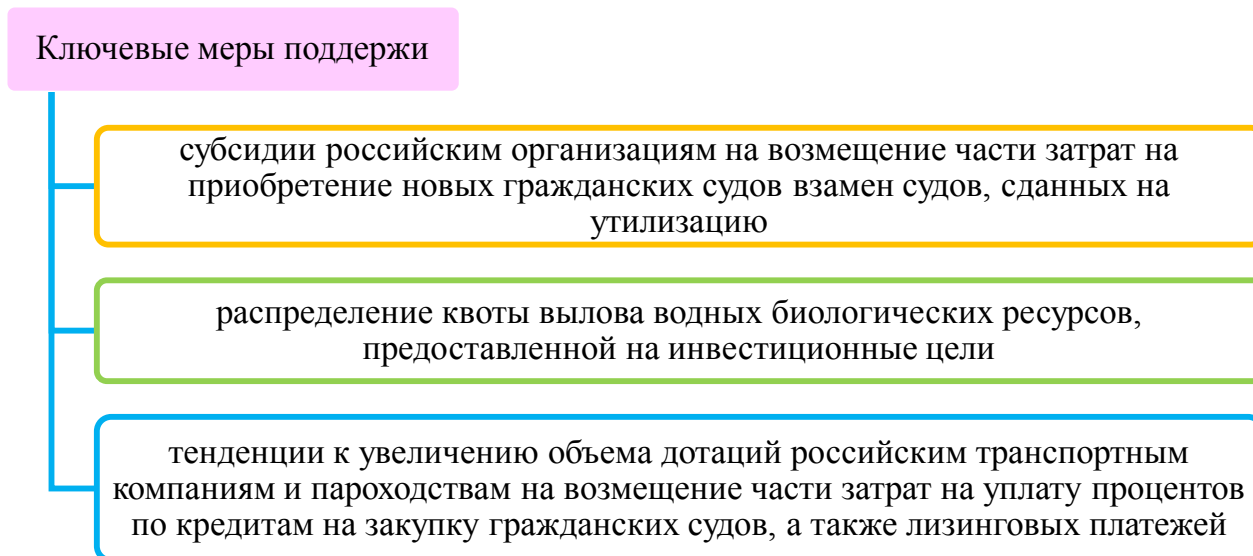 Ключевые меры поддержи
субсидии российским организациям на возмещение части затрат на
приобретение новых гражданских судов взамен судов, сданных на
утилизацию
распределение квоты вылова водных биологических ресурсов,
предоставленной на инвестиционные цели
тенденции к увеличению объема дотаций российским транспортным
компаниям и пароходствам на возмещение части затрат на уплату процентов
по кредитам на закупку гражданских судов, а также лизинговых платежей